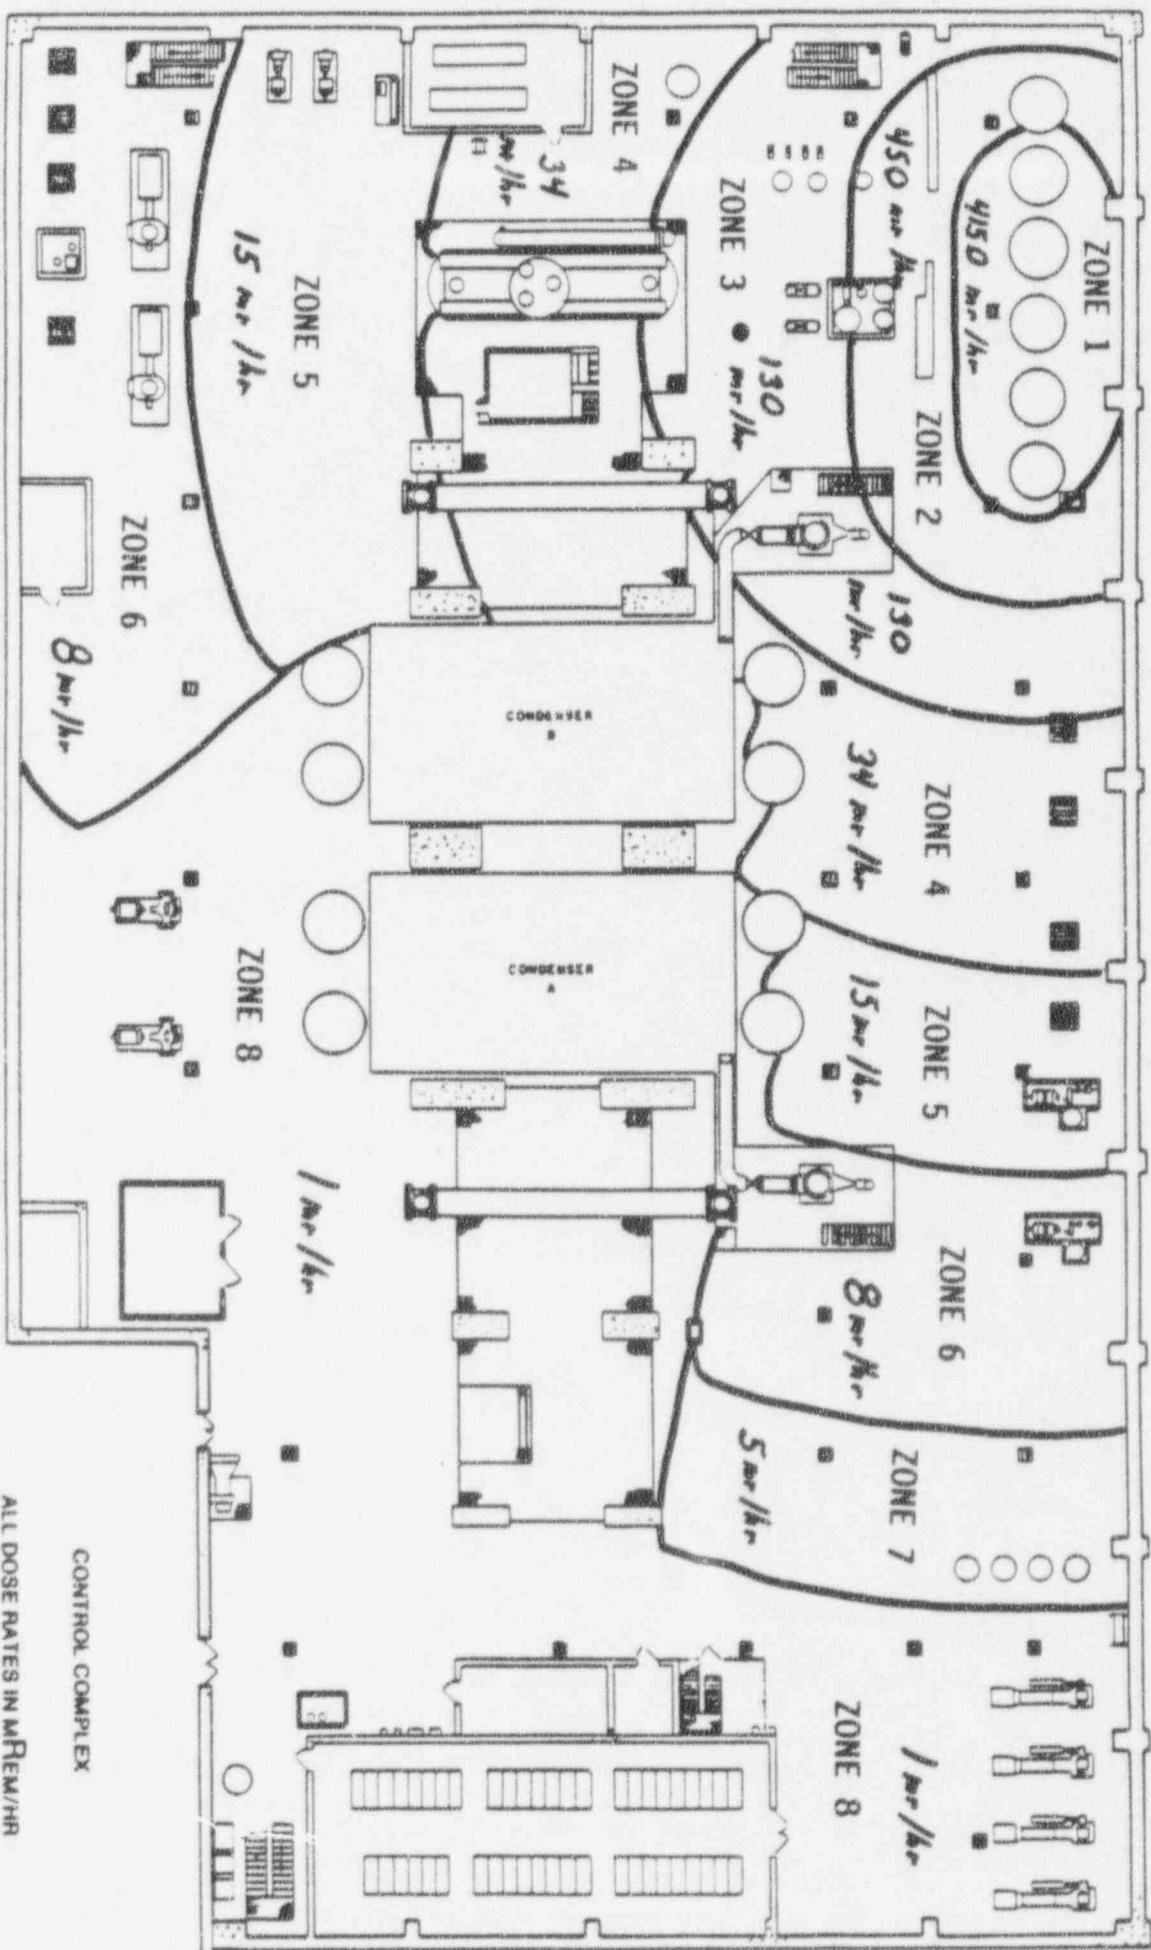 ZONE 1
4150 mr/hr
ZONE 2
450 mr/hr
ZONE 3
130
mr/hr
130
mr/hr
ZONE 4
34
mr/hr
ZONE 4
34 mr/hr
ZONE 5
15 mr/hr
ZONE 6
8 mr/hr
ZONE 7
5 mr/hr
ZONE 8
1 mr/hr
CONDENSER
B
CONDENSER
A
ZONE 5
15 mr/hr
ZONE 6
8 mr/hr
ZONE 8
1 mr/hr
CONTROL COMPLEX
ALL DOSE RATES IN MREM/HR